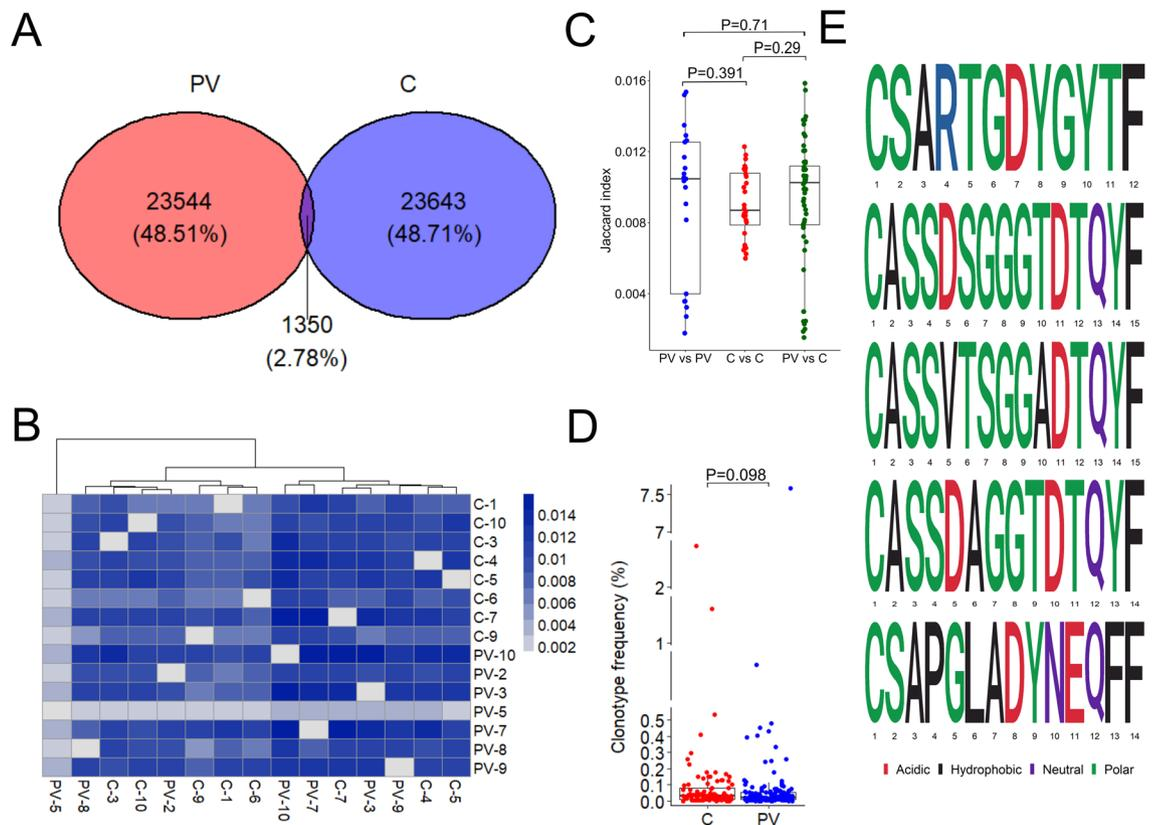 A
PV
C
23544
(48.51%)
23643
(48.71%)
1350
(2.78%)
B
C-1
C-10
C-3
C-4
C-5
C-6
C-7
C-9
PV-10
PV-2
PV-3
PV-5
PV-7
PV-8
PV-9
PV-5
PV-8
C-3
C-10
PV-2
C-9
C-1
C-6
PV-10
PV-7
C-7
PV-3
PV-9
C-4
C-5
0.014
0.012
0.01
0.008
0.006
0.004
0.002
C
P=0.71
P=0.29
P=0.391
Jaccard index
0.016
0.012
0.008
0.004
PV vs PV
C vs C
PV vs C
D
P=0.098
Clonotype frequency (%)
7.5
7
2
1
0.5
0.4
0.3
0.2
0.1
0.0
C
PV
E
CSARTGDYGYTF
1 2 3 4 5 6 7 8 9 10 11 12
CASSDSGGGTDTQYF
1 2 3 4 5 6 7 8 9 10 11 12 13 14 15
CASSVTSGGADTQYF
1 2 3 4 5 6 7 8 9 10 11 12 13 14 15
CASSDAGGTDTQYF
1 2 3 4 5 6 7 8 9 10 11 12 13 14
CSAPGLADYNEQFF
1 2 3 4 5 6 7 8 9 10 11 12 13 14
Acidic Hydrophobic Neutral Polar